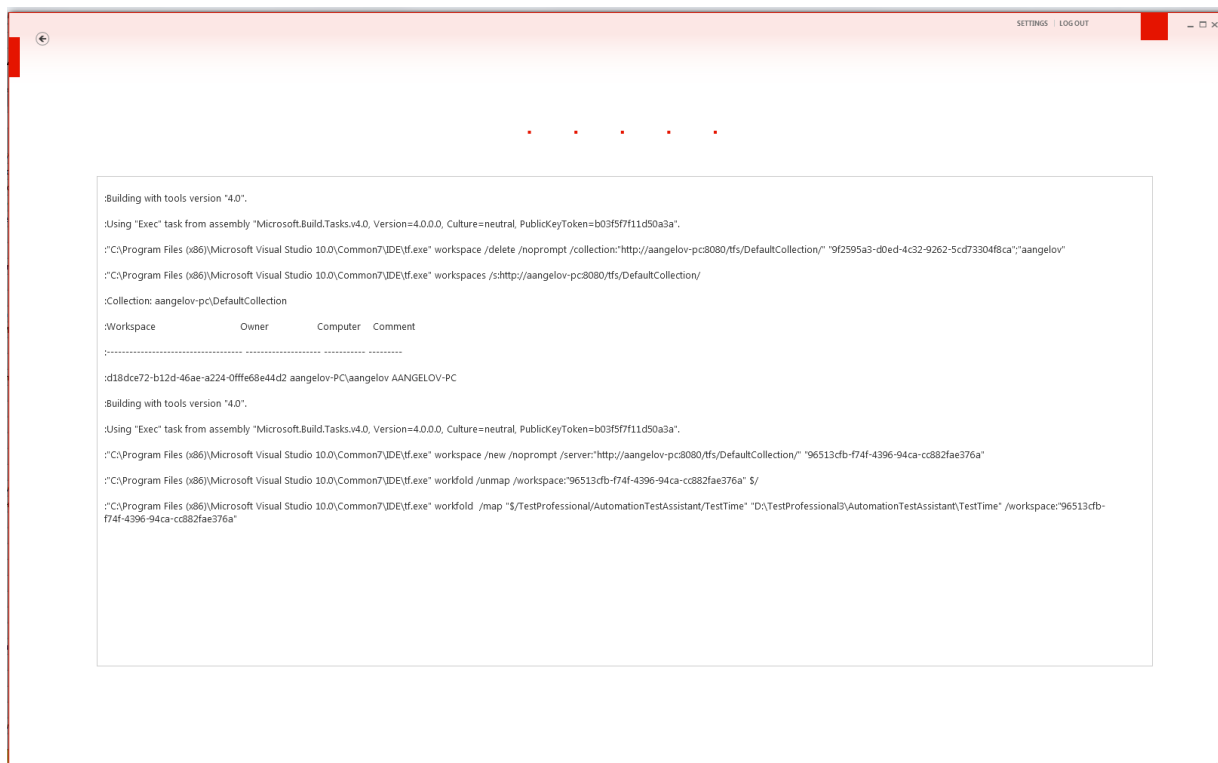 SETTINGS | LOG OUT
:Building with tools version "4.0".
:Using "Exec" task from assembly "Microsoft.Build.Tasks.v4.0, Version=4.0.0.0, Culture=neutral, PublicKeyToken=b03f5f7f11d50a3a".
:"C:\Program Files (x86)\Microsoft Visual Studio 10.0\Common7\IDE\tf.exe" workspace /delete /noprompt /collection:"http://aangelov-pc:8080/tfs/DefaultCollection/" "9f2595a3-d0ed-4c32-9262-5cd73304f8ca";"aangelov"
:"C:\Program Files (x86)\Microsoft Visual Studio 10.0\Common7\IDE\tf.exe" workspaces /s:http://aangelov-pc:8080/tfs/DefaultCollection/
:Collection: aangelov-pc\DefaultCollection
:Workspace Owner Computer Comment
:------------------------------------ -------------------- ----------- ---------
:d18dce72-b12d-46ae-a224-0fffe68e44d2 aangelov-PC\aangelov AANGELOV-PC
:Building with tools version "4.0".
:Using "Exec" task from assembly "Microsoft.Build.Tasks.v4.0, Version=4.0.0.0, Culture=neutral, PublicKeyToken=b03f5f7f11d50a3a".
:"C:\Program Files (x86)\Microsoft Visual Studio 10.0\Common7\IDE\tf.exe" workspace /new /noprompt /server:"http://aangelov-pc:8080/tfs/DefaultCollection/" "96513cfb-f74f-4396-94ca-cc882fae376a"
:"C:\Program Files (x86)\Microsoft Visual Studio 10.0\Common7\IDE\tf.exe" workfold /unmap /workspace:"96513cfb-f74f-4396-94ca-cc882fae376a" $/
:"C:\Program Files (x86)\Microsoft Visual Studio 10.0\Common7\IDE\tf.exe" workfold  /map "$/TestProfessional/AutomationTestAssistant/TestTime" "D:\TestProfessional3\AutomationTestAssistant\TestTime" /workspace:"96513cfb-
f74f-4396-94ca-cc882fae376a"